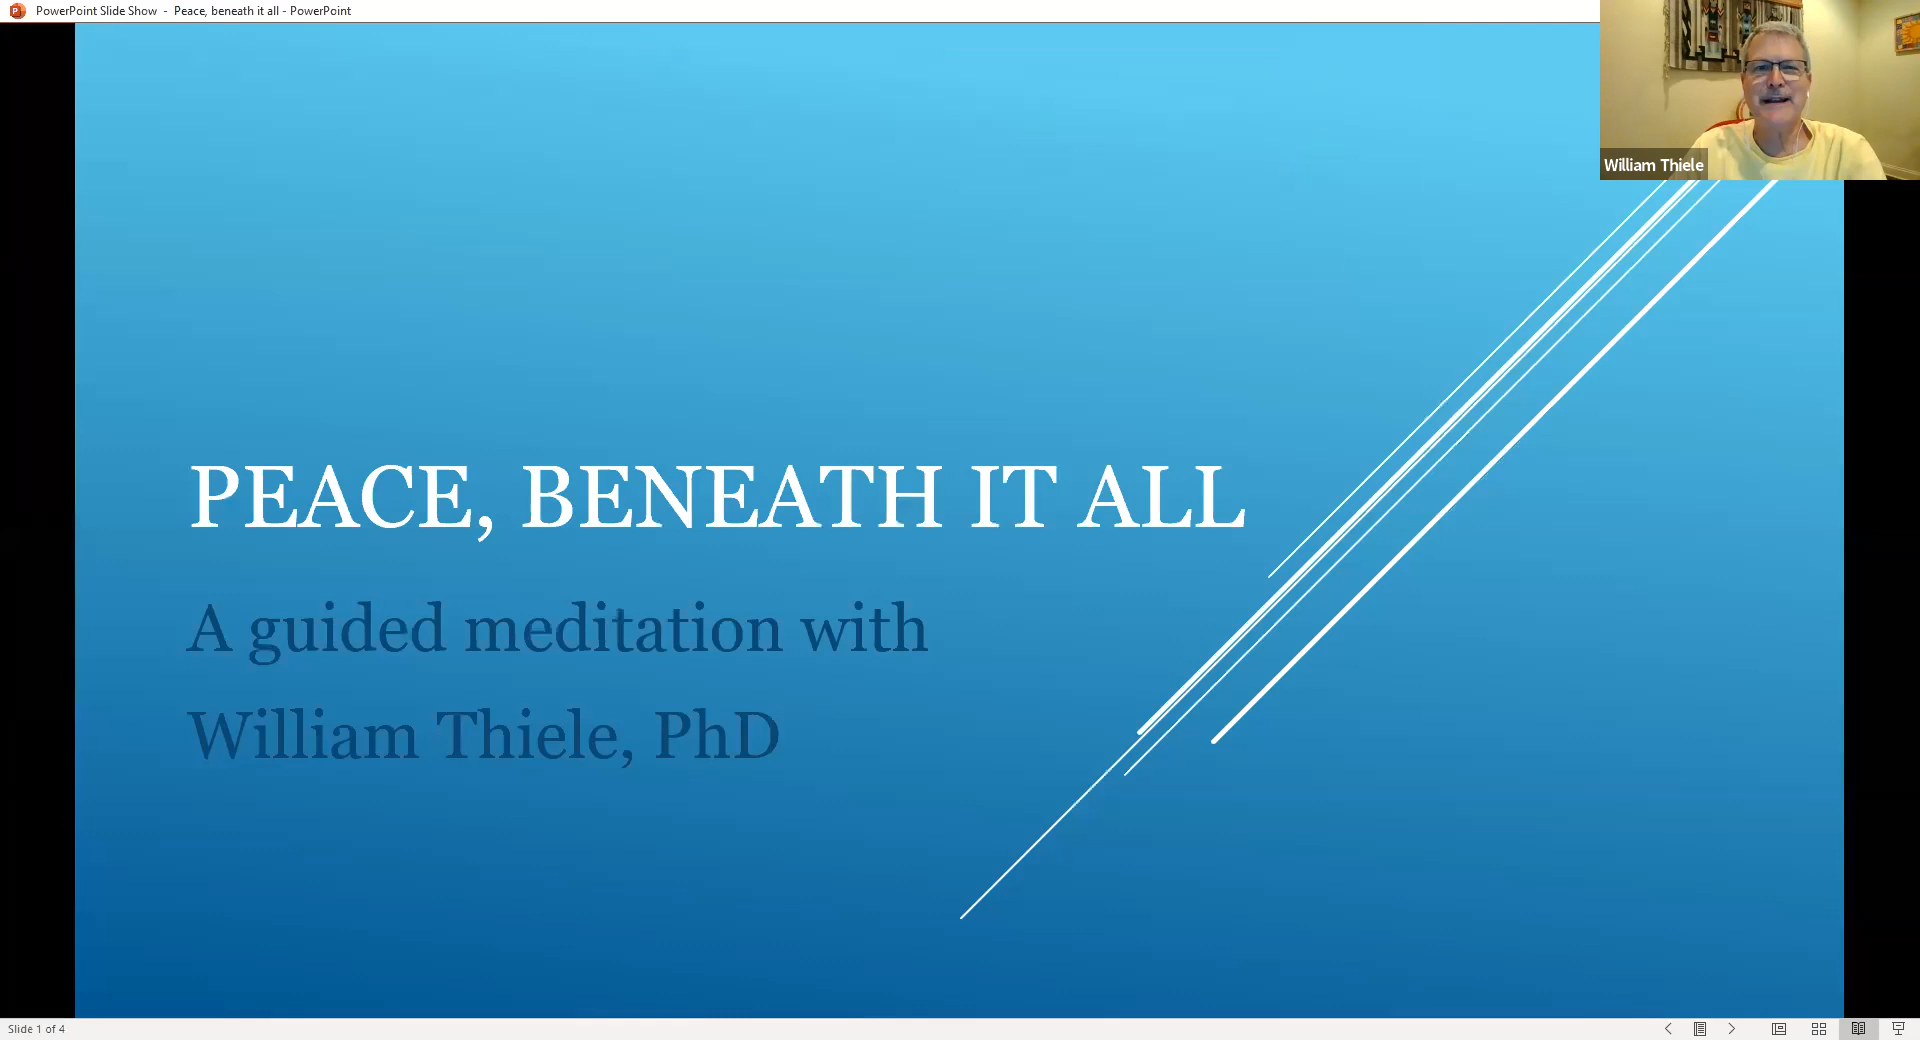 PowerPoint Slide Show - Peace, beneath it all - PowerPoint
William Thiele
PEACE, BENEATH IT ALL
A guided meditation with
William Thiele, PhD
Slide 1 of 4